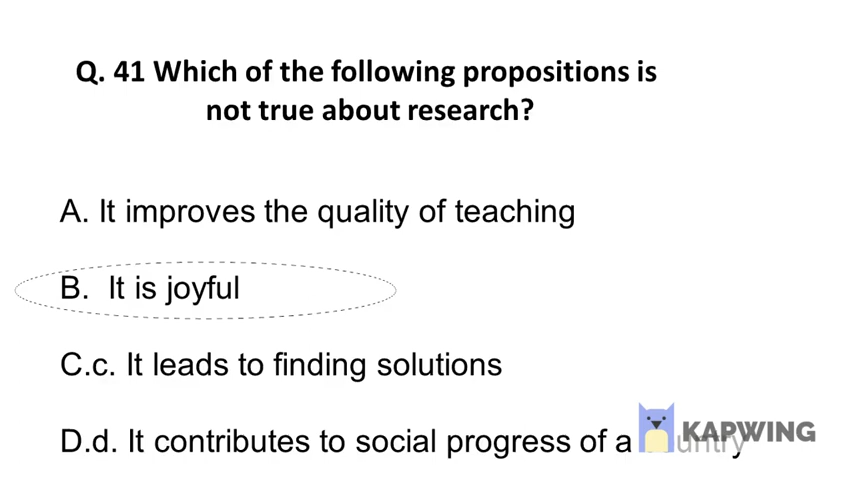 Q. 41 Which of the following propositions is
not true about research?
A. It improves the quality of teaching
B. It is joyful
C.c. It leads to finding solutions
D.d. It contributes to social progress of a
KAPWING